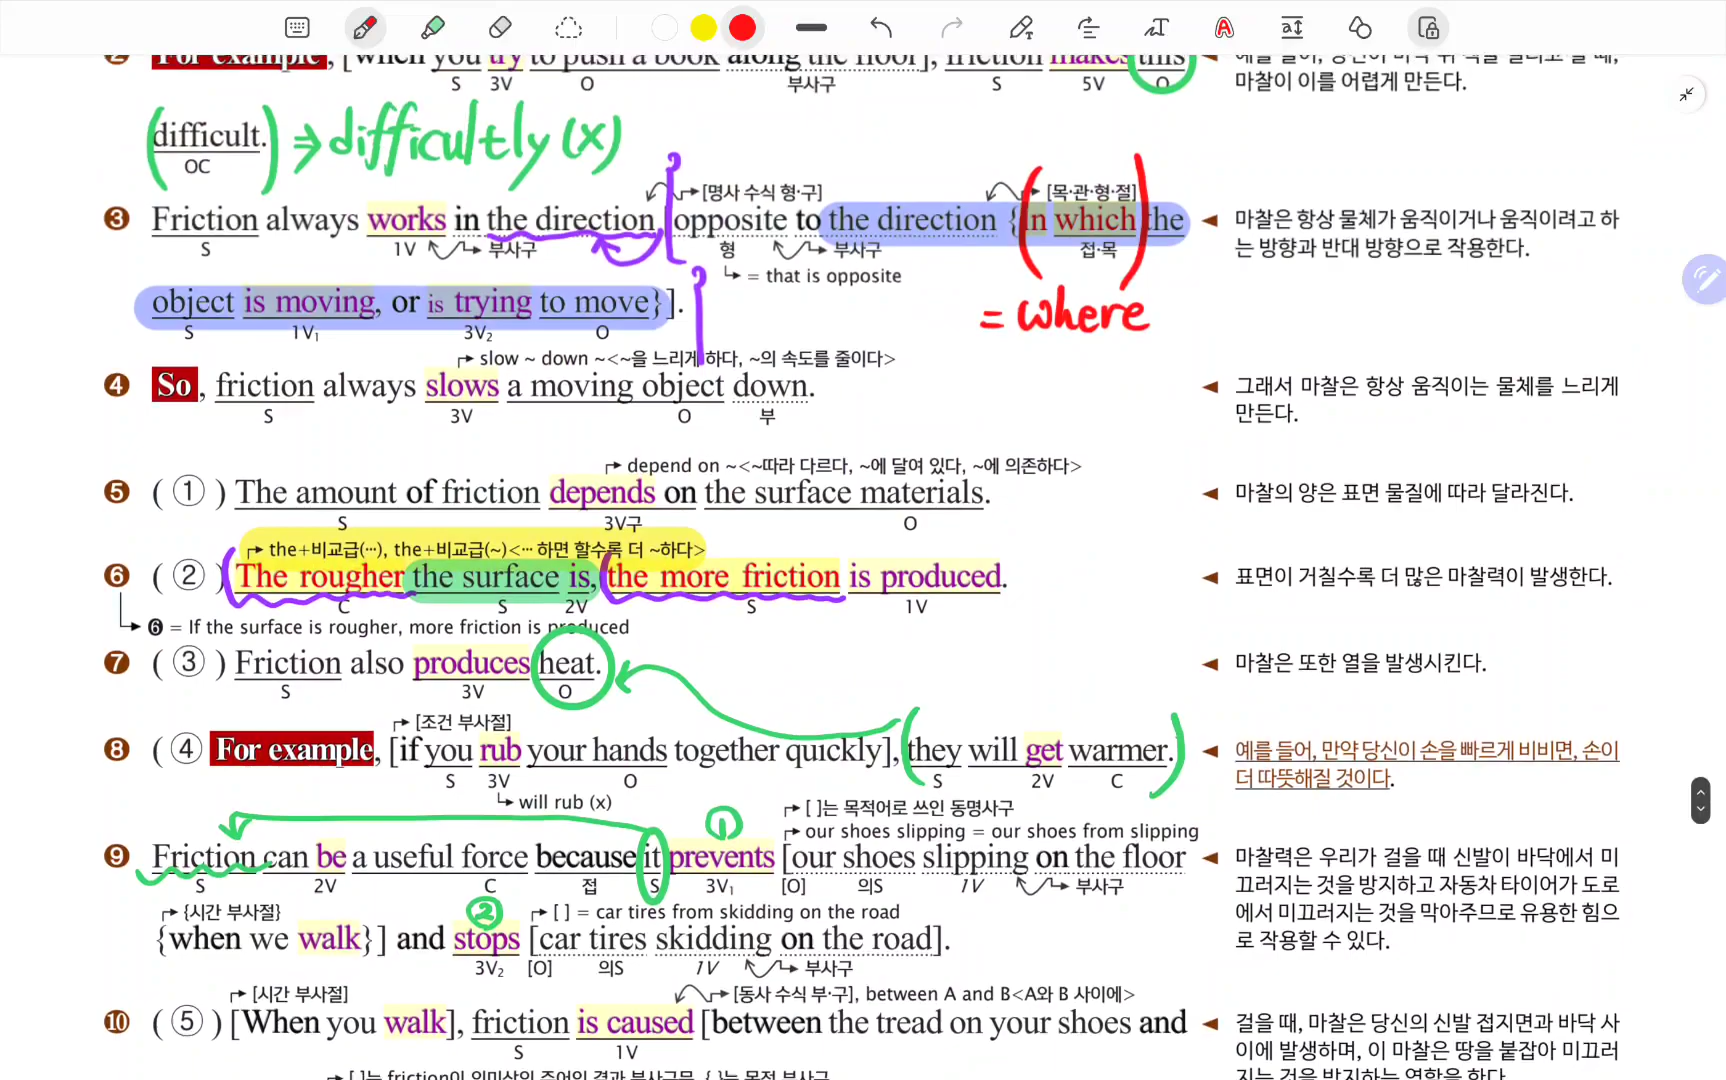 ❷ For example, [when you try to push a book along the floor], friction makes this
S 3V O 부사구 S 5V O
마찰이 이를 어렵게 만든다.
difficult. ⇒ difficultly (x)
OC
[명사 수식 형·구] [목·관·형·절]
❸ Friction always works in the direction [opposite to the direction {in which the
S 1V 부사구 형 부사구 접·목
= that is opposite
= where
object is moving, or is trying to move}].
S 1V₁ 3V₂ O
◀ 마찰은 항상 물체가 움직이거나 움직이려고 하
는 방향과 반대 방향으로 작용한다.
slow ~ down ~<~을 느리게 하다, ~의 속도를 줄이다>
❹ So, friction always slows a moving object down.
S 3V O 부
◀ 그래서 마찰은 항상 움직이는 물체를 느리게
만든다.
depend on ~<~따라 다르다, ~에 달여 있다, ~에 의존하다>
❺ ( ① ) The amount of friction depends on the surface materials.
S 3V구 O
◀ 마찰의 양은 표면 물질에 따라 달라진다.
the+비교급(…), the+비교급(~)<… 하면 할수록 더 ~하다>
❻ ( ② ) The rougher the surface is, the more friction is produced.
C S 2V S 1V
◀ 표면이 거칠수록 더 많은 마찰력이 발생한다.
❻ = If the surface is rougher, more friction is produced
❼ ( ③ ) Friction also produces heat.
S 3V O
◀ 마찰은 또한 열을 발생시킨다.
[조건 부사절]
❽ ( ④ For example, [if you rub your hands together quickly], they will get warmer.
S 3V O S 2V C
will rub (x)
◀ 예를 들어, 만약 당신이 손을 빠르게 비비면, 손이
더 따뜻해질 것이다.
[ ]는 목적어로 쓰인 동명사구
① our shoes slipping = our shoes from slipping
❾ Friction can be a useful force because it prevents [our shoes slipping on the floor
S 2V C 접 S 3V₁ [O] 의S 1V 부사구
{시간 부사절} ② [ ] = car tires from skidding on the road
{when we walk}] and stops [car tires skidding on the road].
3V₂ [O] 의S 1V 부사구
◀ 마찰력은 우리가 걸을 때 신발이 바닥에서 미
끄러지는 것을 방지하고 자동차 타이어가 도로
에서 미끄러지는 것을 막아주므로 유용한 힘으
로 작용할 수 있다.
[시간 부사절] [동사 수식 부·구], between A and B<A와 B 사이에>
❿ ( ⑤ ) [When you walk], friction is caused [between the tread on your shoes and
S 1V
◀ 걸을 때, 마찰은 당신의 신발 접지면과 바닥 사
이에 발생하며, 이 마찰은 땅을 붙잡아 미끄러